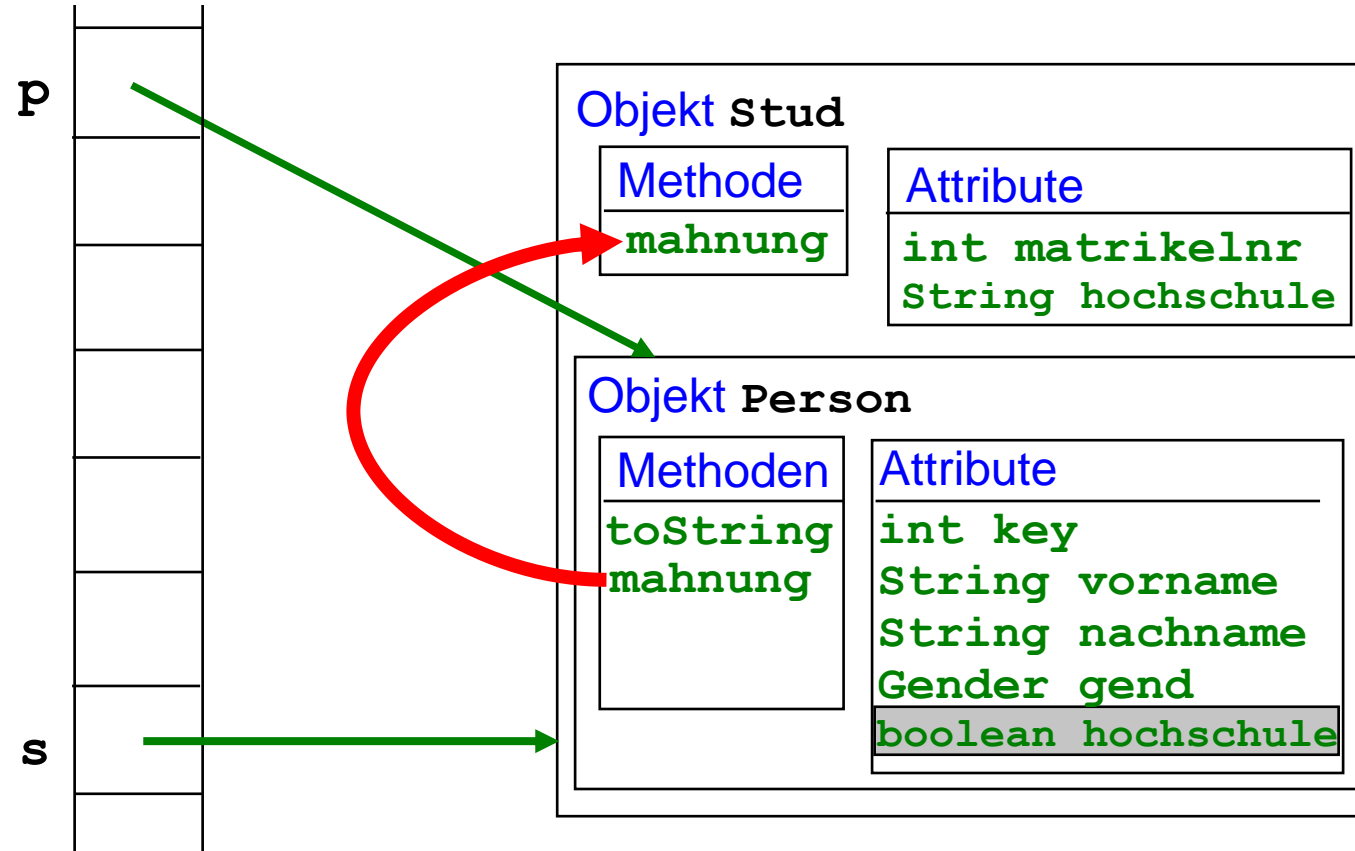 p
Objekt Stud
Methode
mahnung
Attribute
int matrikelnr
String hochschule
Objekt Person
Methoden
toString
mahnung
Attribute
int key
String vorname
String nachname
Gender gend
boolean hochschule
s